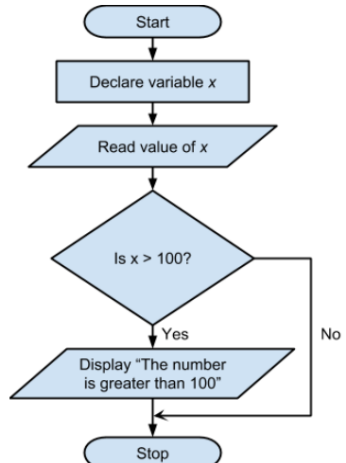 Start
Declare variable x
Read value of x
Is x > 100?
Yes
No
Display “The number
is greater than 100”
Stop